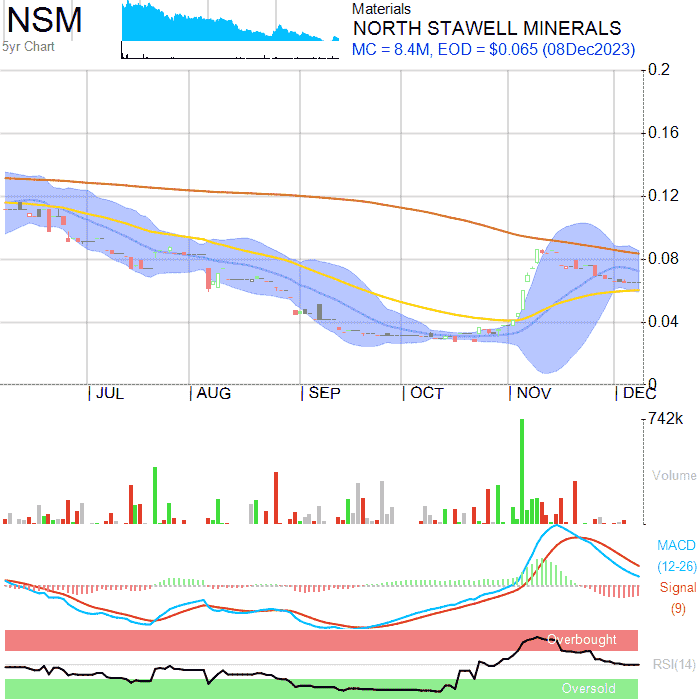 NSM
5yr Chart
Materials
NORTH STAWELL MINERALS
MC = 8.4M, EOD = $0.065 (08Dec2023)
0.2
0.16
0.12
0.08
0.04
0
JUL AUG SEP OCT NOV DEC
742k
Volume
MACD
(12-26)
Signal
(9)
Overbought
RSI(14)
Oversold